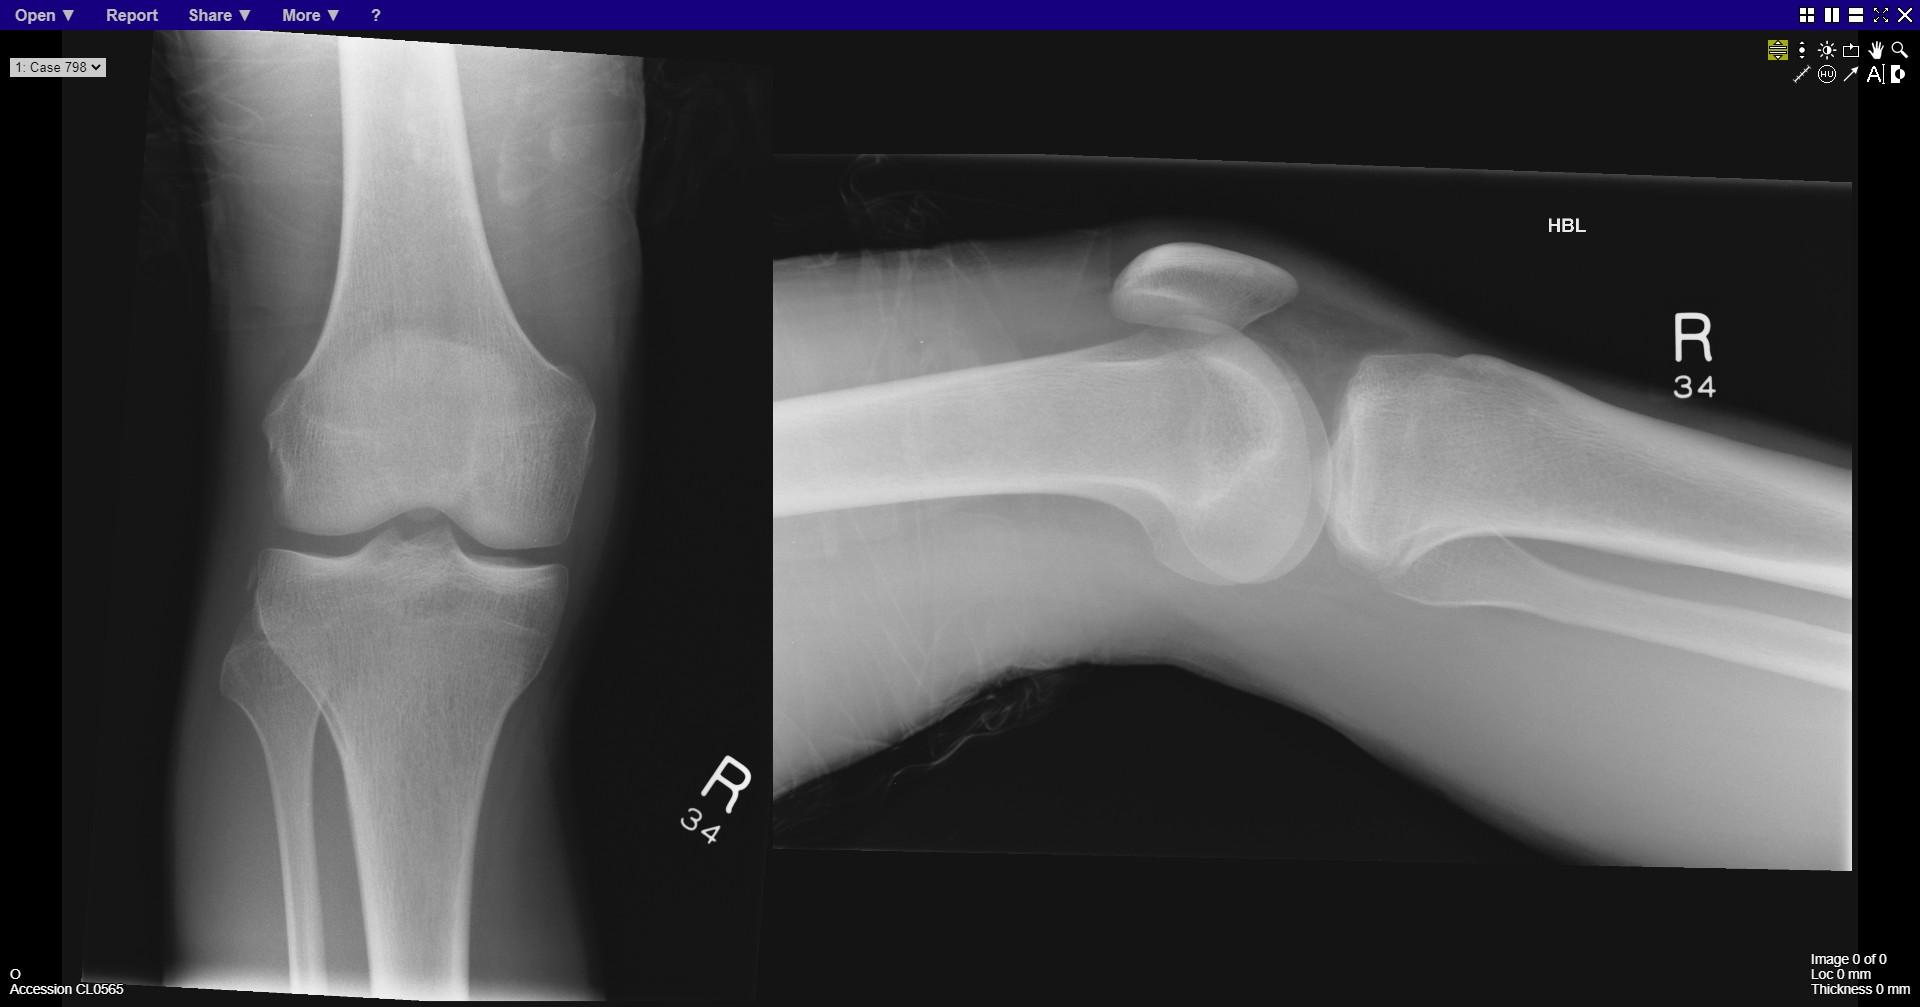 Open ▼ Report Share ▼ More ▼ ?
1: Case 798
HU A
HBL
R
34
R
34
O
Accession CL0565
Image 0 of 0
Loc 0 mm
Thickness 0 mm